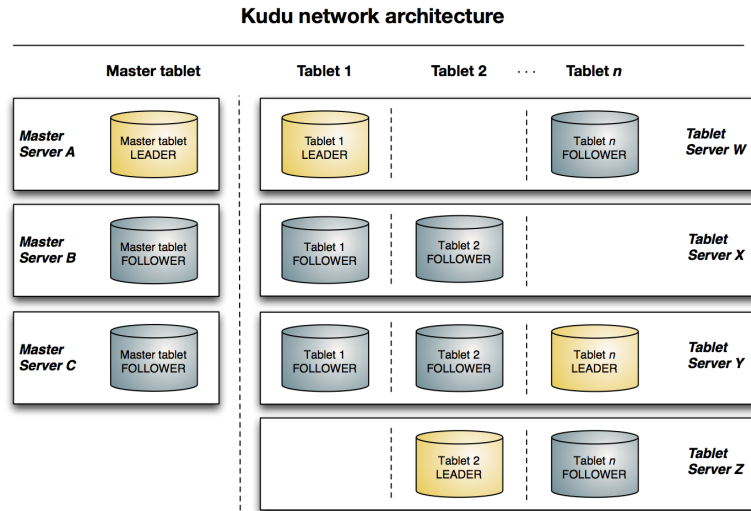 Kudu network architecture
Master tablet
Tablet 1
Tablet 2
...
Tablet n
Master
Server A
Master tablet
LEADER
Tablet 1
LEADER
Tablet n
FOLLOWER
Tablet
Server W
Master
Server B
Master tablet
FOLLOWER
Tablet 1
FOLLOWER
Tablet 2
FOLLOWER
Tablet
Server X
Master
Server C
Master tablet
FOLLOWER
Tablet 1
FOLLOWER
Tablet 2
FOLLOWER
Tablet n
LEADER
Tablet
Server Y
Tablet 2
LEADER
Tablet n
FOLLOWER
Tablet
Server Z